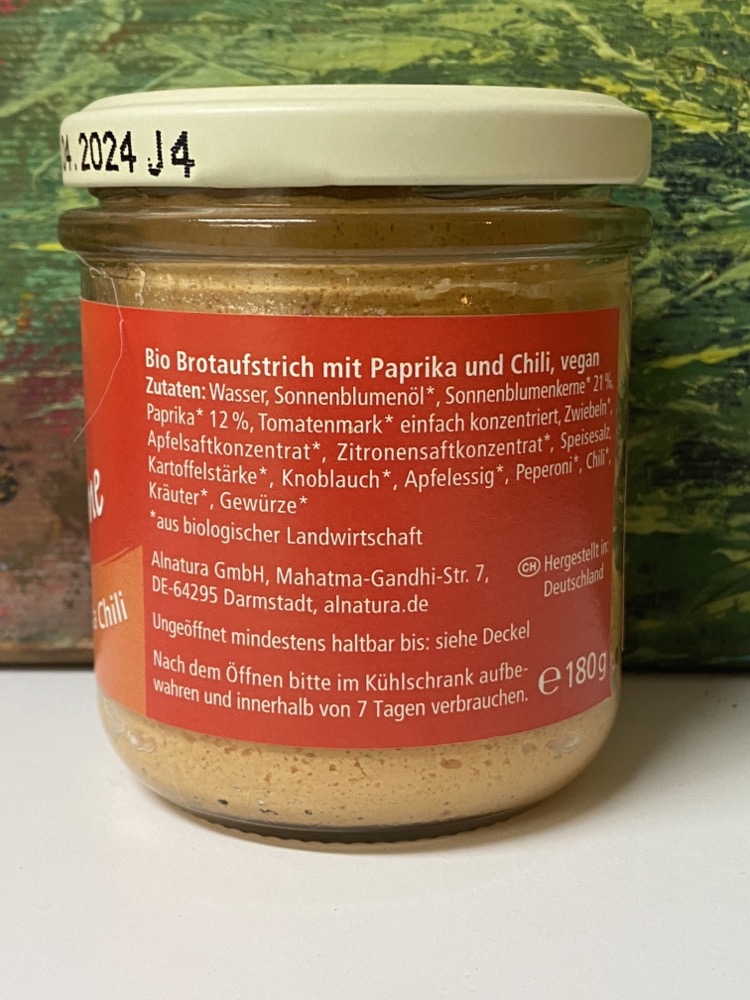 04.2024 J4
Bio Brotaufstrich mit Paprika und Chili, vegan
Zutaten: Wasser, Sonnenblumenöl*, Sonnenblumenkerne* 21 %,
Paprika* 12 %, Tomatenmark* einfach konzentriert, Zwiebeln*,
Apfelsaftkonzentrat*, Zitronensaftkonzentrat*, Speisesalz,
Kartoffelstärke*, Knoblauch*, Apfelessig*, Peperoni*, Chili*,
Kräuter*, Gewürze*
*aus biologischer Landwirtschaft
Alnatura GmbH, Mahatma-Gandhi-Str. 7,
DE-64295 Darmstadt, alnatura.de
CH Hergestellt in:
Deutschland
Ungeöffnet mindestens haltbar bis: siehe Deckel
Nach dem Öffnen bitte im Kühlschrank aufbe-
wahren und innerhalb von 7 Tagen verbrauchen.
e 180 g
Chili